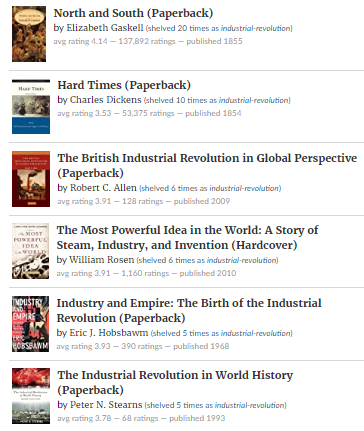 North and South (Paperback)
by Elizabeth Gaskell (shelved 20 times as industrial-revolution)
avg rating 4.14 — 137,892 ratings — published 1855
HARD TIMES
Hard Times (Paperback)
by Charles Dickens (shelved 10 times as industrial-revolution)
avg rating 3.53 — 53,375 ratings — published 1854
The British Industrial Revolution in Global Perspective
(Paperback)
by Robert C. Allen (shelved 6 times as industrial-revolution)
avg rating 3.91 — 128 ratings — published 2009
The MOST
POWERFUL
IDEA in the
WORLD
The Most Powerful Idea in the World: A Story of
Steam, Industry, and Invention (Hardcover)
by William Rosen (shelved 6 times as industrial-revolution)
avg rating 3.91 — 1,160 ratings — published 2010
INDUSTRY
AND
EMPIRE
E.J.
HOBSBAWM
Industry and Empire: The Birth of the Industrial
Revolution (Paperback)
by Eric J. Hobsbawm (shelved 5 times as industrial-revolution)
avg rating 3.93 — 390 ratings — published 1968
The Industrial Revolution in World History
(Paperback)
by Peter N. Stearns (shelved 5 times as industrial-revolution)
avg rating 3.78 — 68 ratings — published 1993